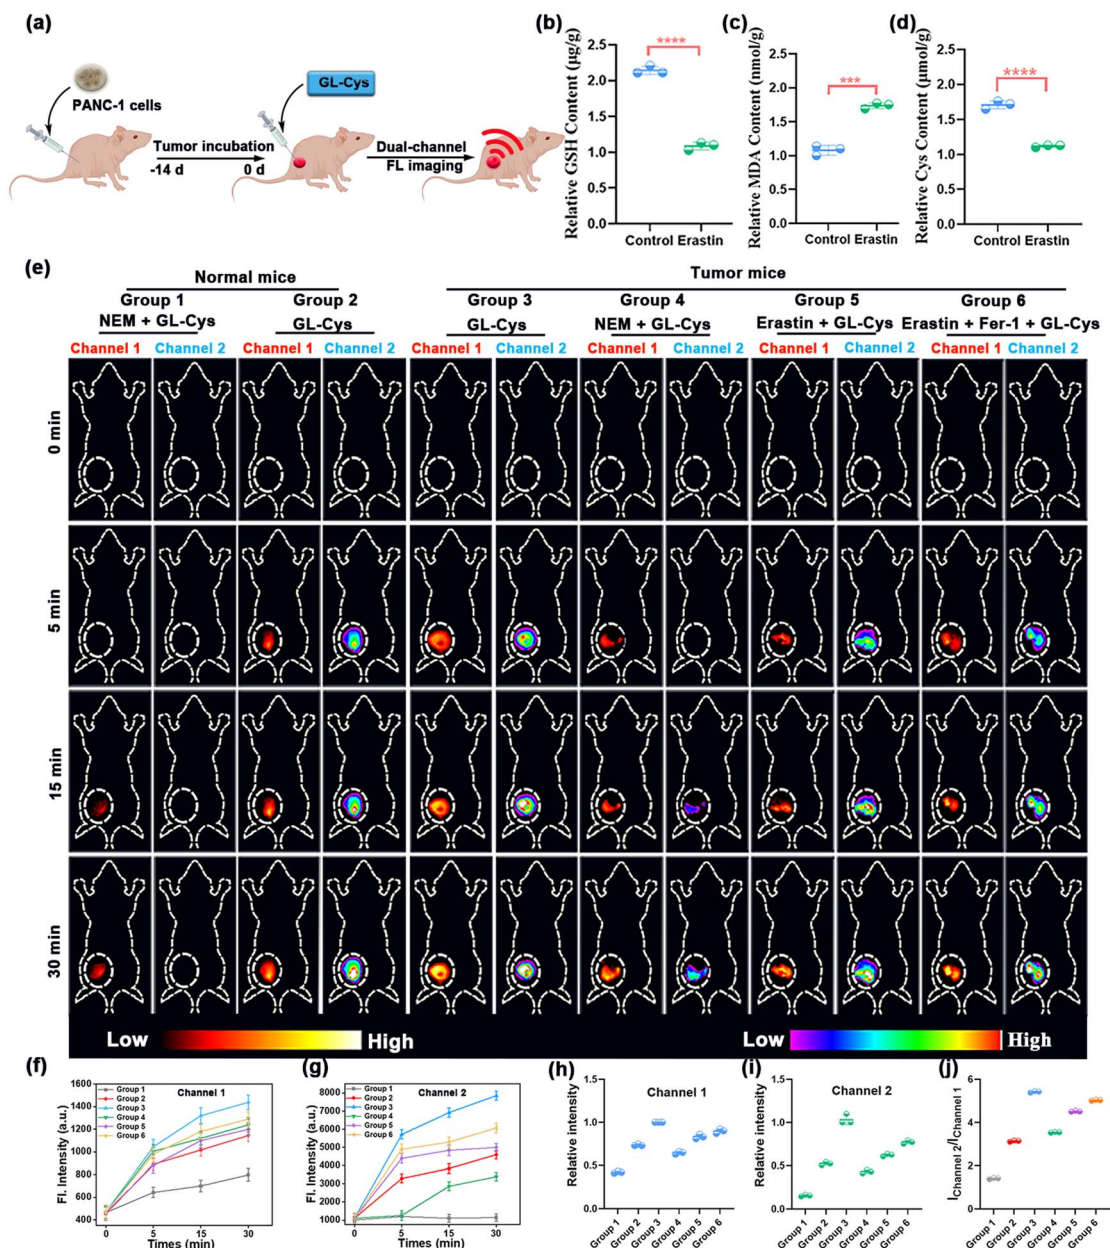 (a)
GL-Cys
PANC-1 cells
Tumor incubation
-14 d
0 d
Dual-channel
FL imaging
(b)
Relative GSH Content (µg/g)
2.5
2.0
1.5
1.0
0.5
0.0
****
Control Erastin
(c)
Relative MDA Content (nmol/g)
2.5
2.0
1.5
1.0
0.5
0.0
***
Control Erastin
(d)
Relative Cys Content (µmol/g)
2.5
2.0
1.5
1.0
0.5
0.0
****
Control Erastin
(e)
Normal mice
Tumor mice
Group 1
Group 2
Group 3
Group 4
Group 5
Group 6
NEM + GL-Cys
GL-Cys
GL-Cys
NEM + GL-Cys
Erastin + GL-Cys
Erastin + Fer-1 + GL-Cys
Channel 1 Channel 2 Channel 1 Channel 2 Channel 1 Channel 2 Channel 1 Channel 2 Channel 1 Channel 2 Channel 1 Channel 2
0 min
5 min
15 min
30 min
Low
High
Low
High
(f)
Fl. Intensity (a.u.)
1600
1400
1200
1000
800
600
400
Group 1
Group 2
Group 3
Group 4
Group 5
Group 6
Channel 1
0 5 15 30
Times (min)
(g)
Fl. Intensity (a.u.)
8000
7000
6000
5000
4000
3000
2000
1000
Group 1
Group 2
Group 3
Group 4
Group 5
Group 6
Channel 2
0 5 15 30
Times (min)
(h)
Relative intensity
1.5
1.0
0.5
0.0
Channel 1
Group 1
Group 2
Group 3
Group 4
Group 5
Group 6
(i)
Relative intensity
1.5
1.0
0.5
0.0
Channel 2
Group 1
Group 2
Group 3
Group 4
Group 5
Group 6
(j)
IChannel 2/IChannel 1
6
4
2
0
Group 1
Group 2
Group 3
Group 4
Group 5
Group 6